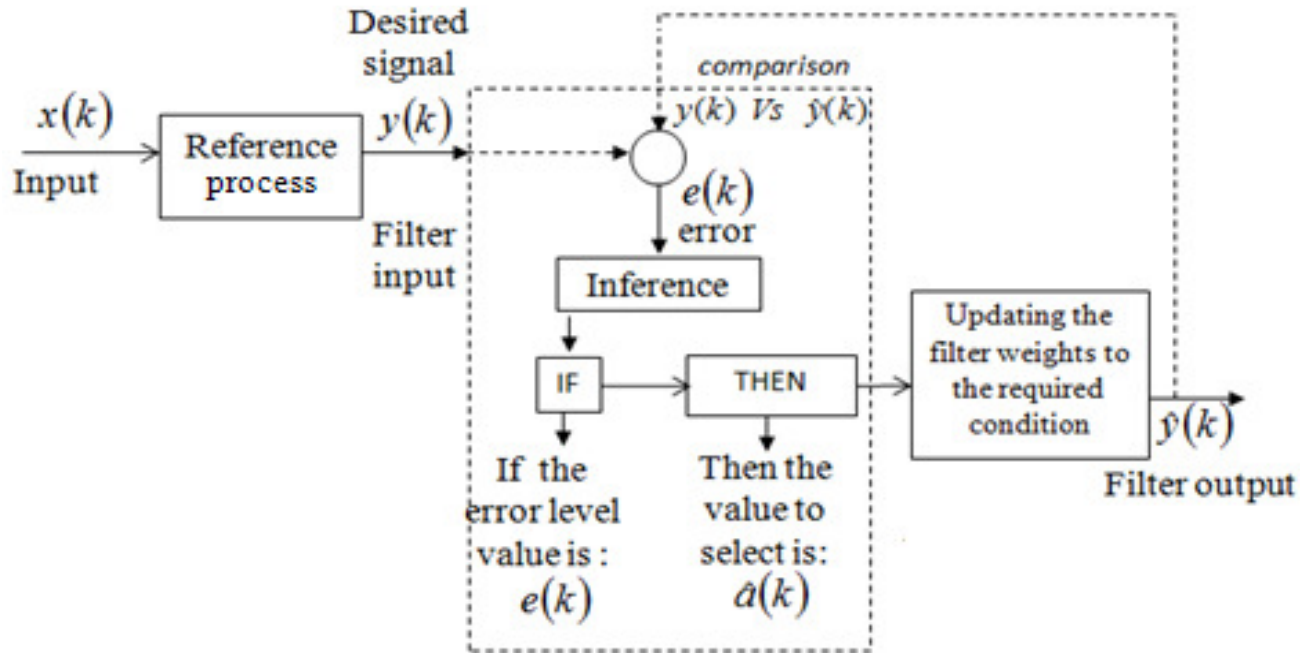 Desired
signal
x(k)
Input
Reference
process
y(k)
Filter
input
comparison
y(k) Vs ŷ(k)
e(k)
error
Inference
IF
THEN
If the
error level
value is :
e(k)
Then the
value to
select is:
â(k)
Updating the
filter weights to
the required
condition
ŷ(k)
Filter output